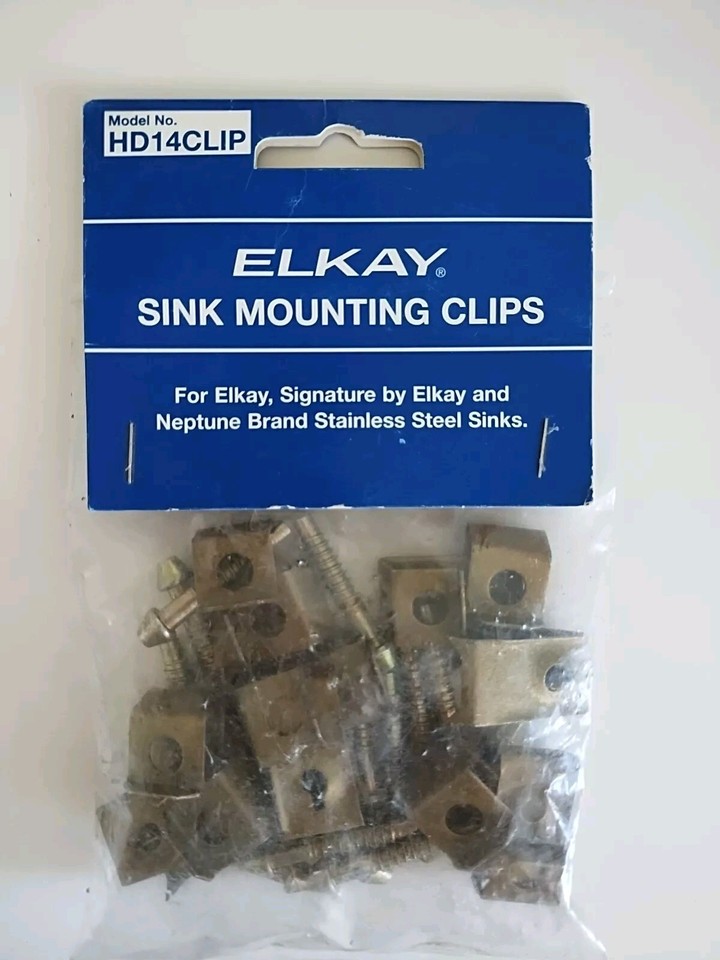 Model No.
HD14CLIP
ELKAY®
SINK MOUNTING CLIPS
For Elkay, Signature by Elkay and
Neptune Brand Stainless Steel Sinks.